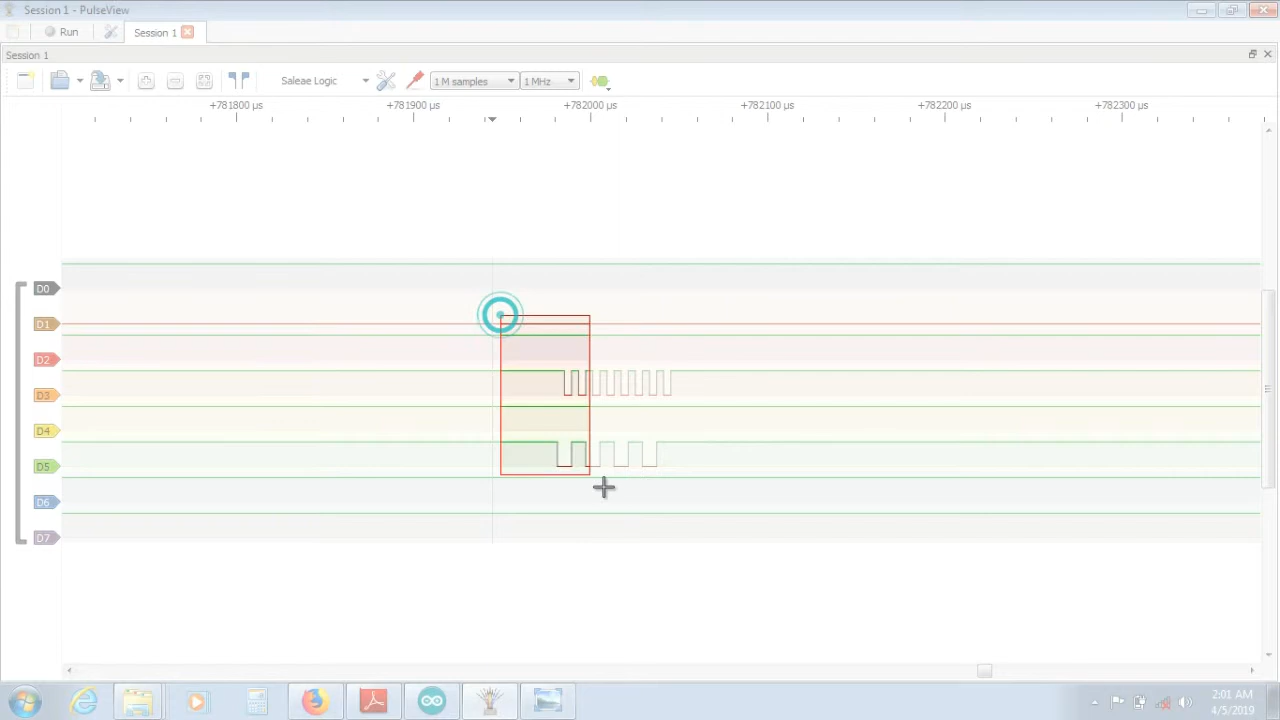 Session 1 - PulseView
Run
Session 1
Session 1
Saleae Logic
1 M samples
1 MHz
+781800 µs
+781900 µs
+782000 µs
+782100 µs
+782200 µs
+782300 µs
D0
D1
D2
D3
D4
D5
D6
D7
2:01 AM
4/5/2019